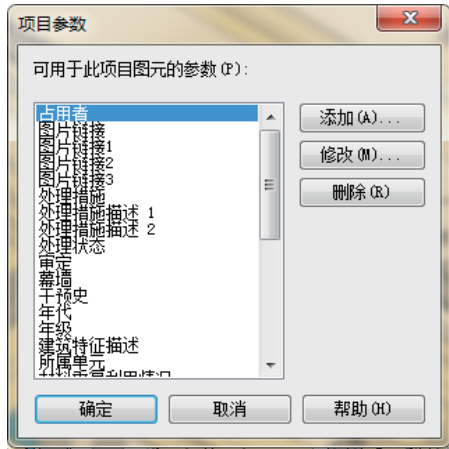 项目参数
可用于此项目图元的参数(P):
占用者
图片链接
图片链接1
图片链接2
图片链接3
处理措施
处理措施描述 1
处理措施描述 2
处理状态
审定
幕墙
干预史
年代
年级
建筑特征描述
所属单元
添加(A)...
修改(M)...
删除(R)
确定
取消
帮助(H)